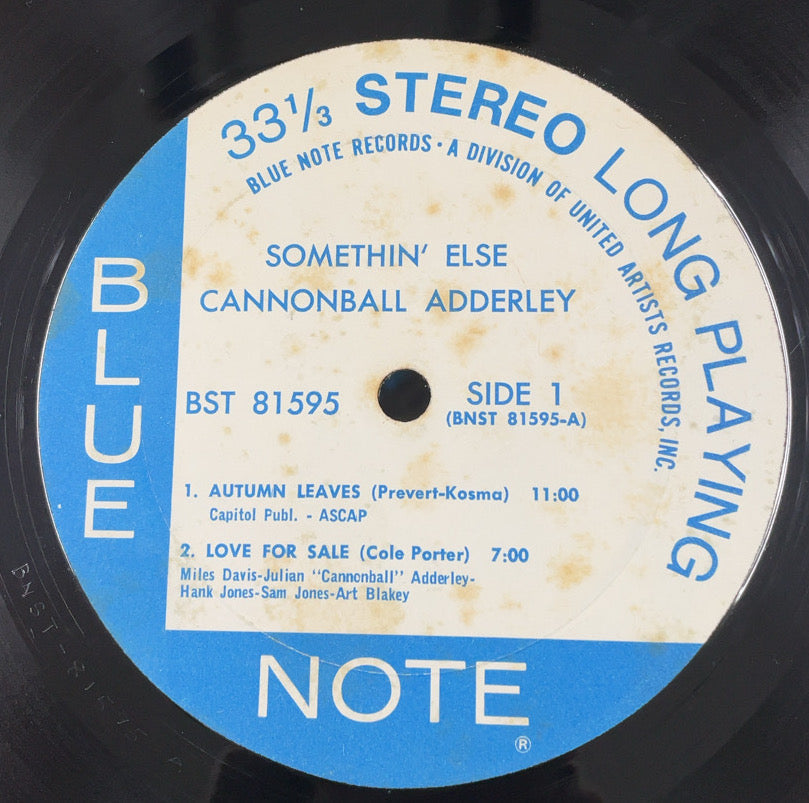 33⅓ STEREO LONG PLAYING
BLUE NOTE RECORDS · A DIVISION OF UNITED ARTISTS RECORDS, INC.
SOMETHIN' ELSE
CANNONBALL ADDERLEY
BST 81595
SIDE 1
(BNST 81595-A)
1. AUTUMN LEAVES (Prevert-Kosma) 11:00
Capitol Publ. - ASCAP
2. LOVE FOR SALE (Cole Porter) 7:00
Miles Davis-Julian "Cannonball" Adderley-
Hank Jones-Sam Jones-Art Blakey
BLUE
NOTE
®